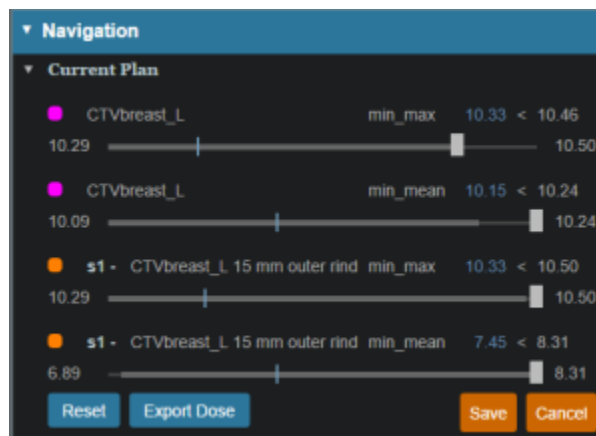 Navigation
Current Plan
CTVbreast_L min_max 10.33 < 10.46
10.29 10.50
CTVbreast_L min_mean 10.15 < 10.24
10.09 10.24
s1 - CTVbreast_L 15 mm outer rind min_max 10.33 < 10.50
10.29 10.50
s1 - CTVbreast_L 15 mm outer rind min_mean 7.45 < 8.31
6.89 8.31
Reset Export Dose Save Cancel